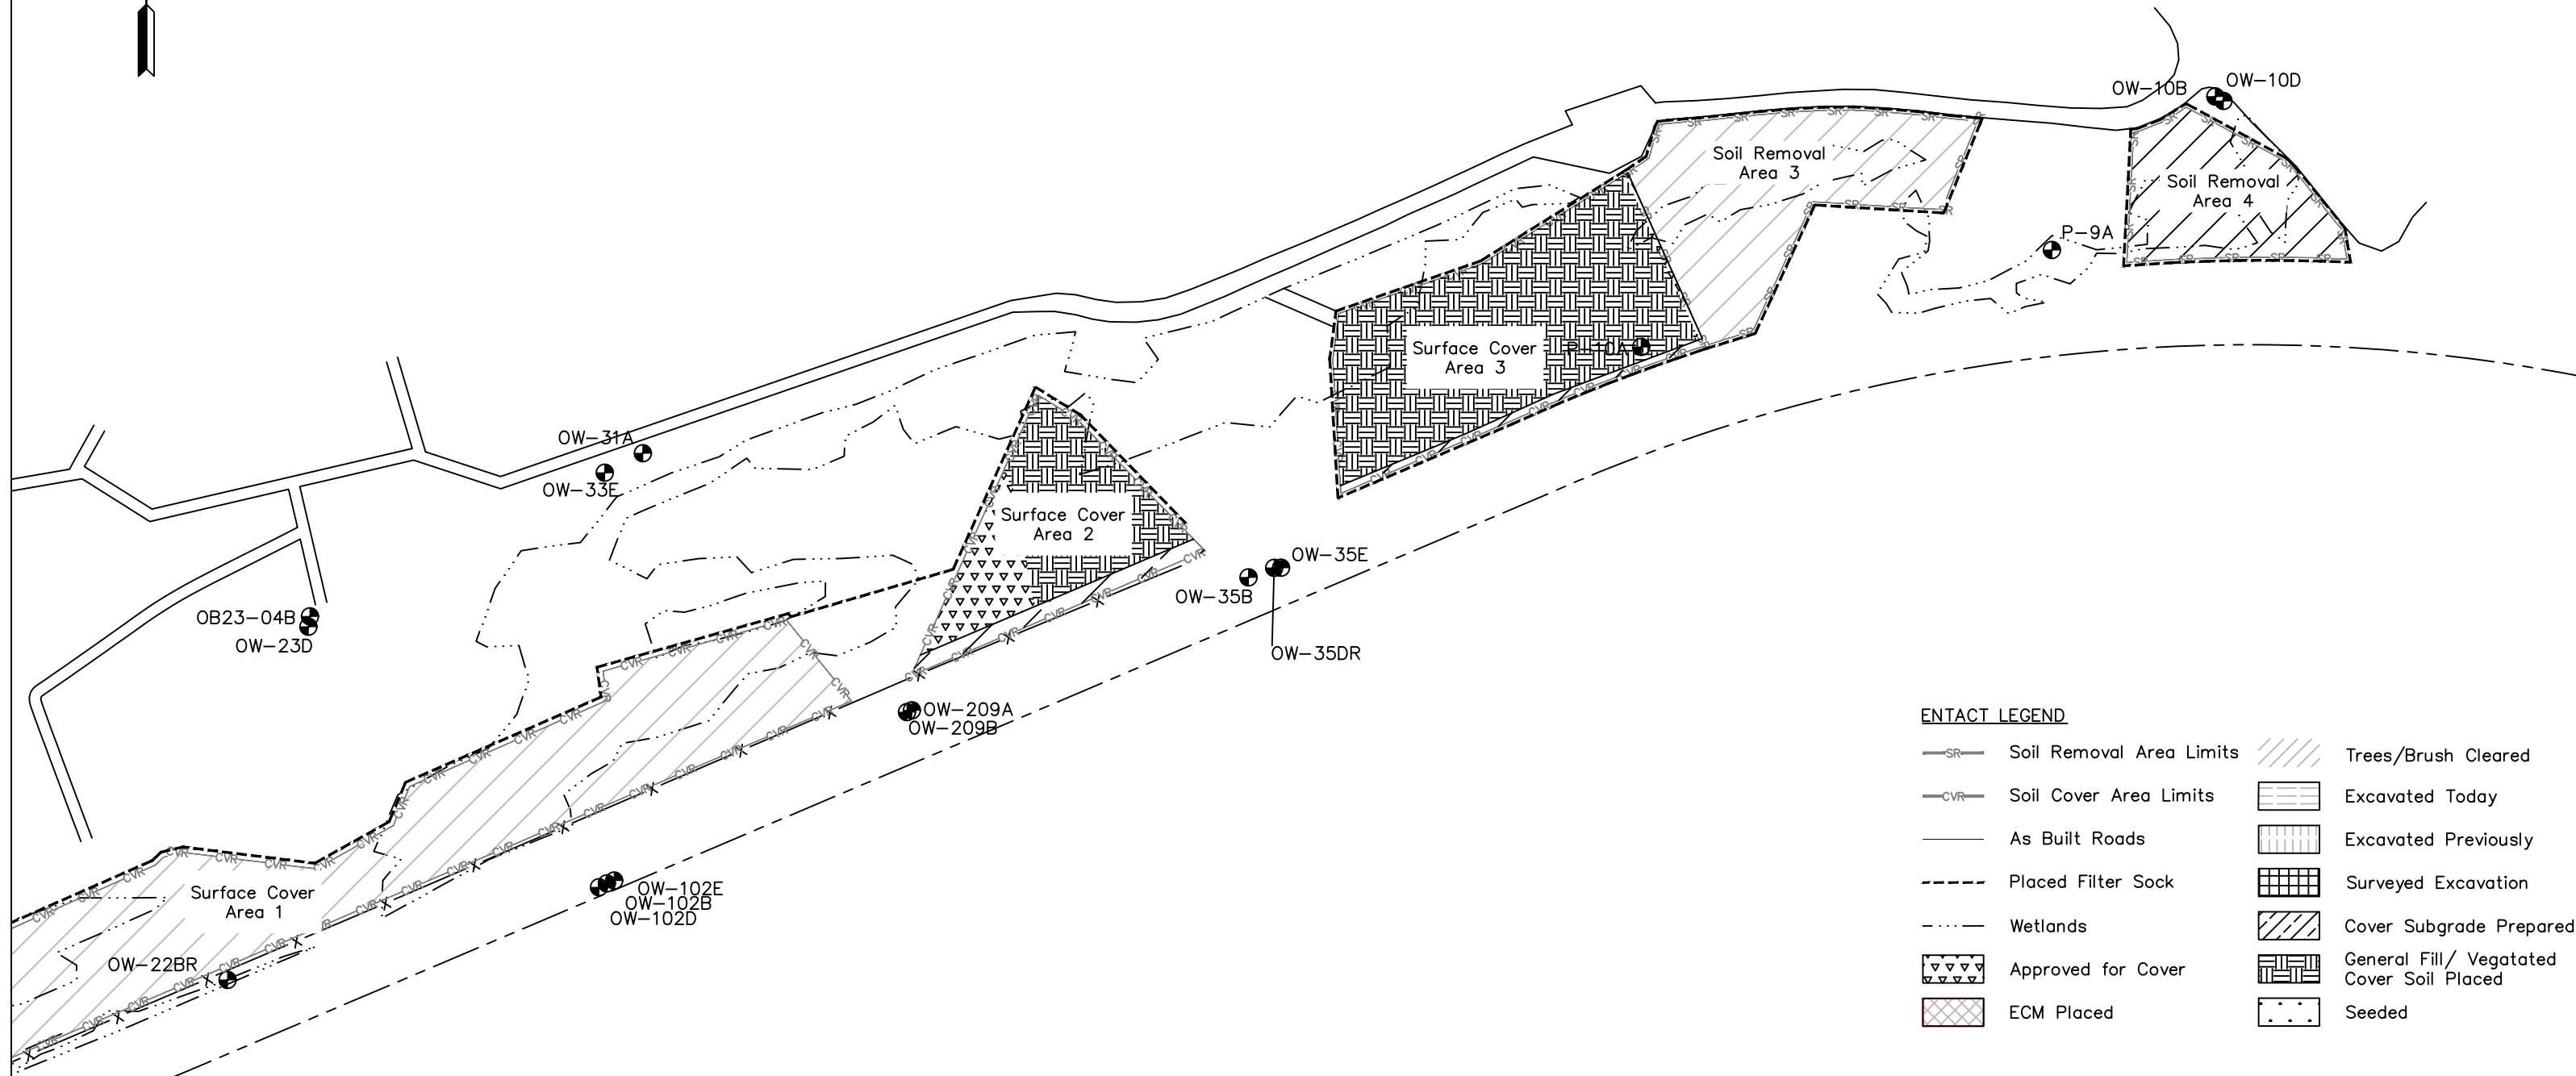 OW-10B
OW-10D
Soil Removal
Area 3
Soil Removal
Area 4
P-9A
Surface Cover
Area 3
P-10A
OW-31A
OW-33E
Surface Cover
Area 2
OW-35E
OW-35B
OW-35DR
OB23-04B
OW-23D
OW-209A
OW-209B
Surface Cover
Area 1
OW-102E
OW-102B
OW-102D
OW-22BR
ENTACT LEGEND
SR
Soil Removal Area Limits
CVR
Soil Cover Area Limits
As Built Roads
Placed Filter Sock
Wetlands
Approved for Cover
ECM Placed
Trees/Brush Cleared
Excavated Today
Excavated Previously
Surveyed Excavation
Cover Subgrade Prepared
General Fill/ Vegatated
Cover Soil Placed
Seeded